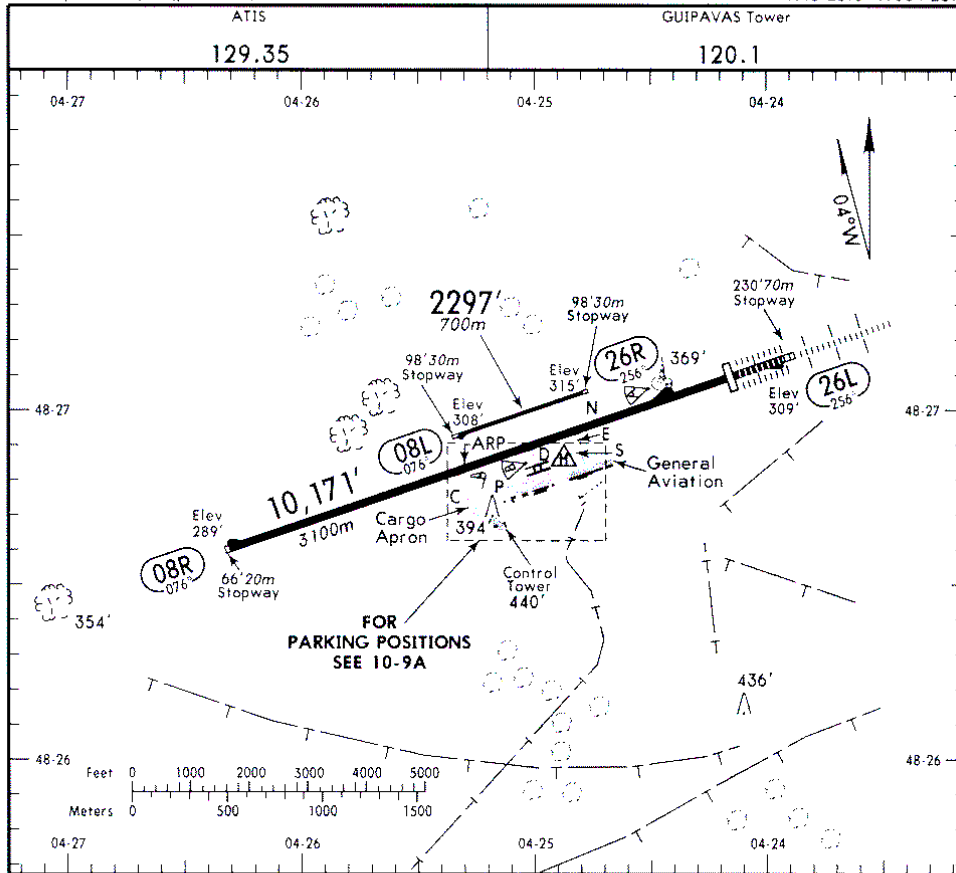 ATIS
129.35
GUIPAVAS Tower
120.1
04-27
04-26
04-25
04-24
04°W
230'70m
Stopway
2297'
700m
98'30m
Stopway
98'30m
Stopway
26R
256°
369'
Elev
315'
Elev
308'
26L
256°
Elev
309'
48-27
48-27
N
08L
076°
ARP
E
D
H
S
B
H
P
C
General
Aviation
10,171'
3100m
Cargo
Apron
394'
Elev
289'
08R
076°
66'20m
Stopway
Control
Tower
440'
354'
FOR
PARKING POSITIONS
SEE 10-9A
436'
48-26
48-26
Feet 0 1000 2000 3000 4000 5000
Meters 0 500 1000 1500
04-27
04-26
04-25
04-24